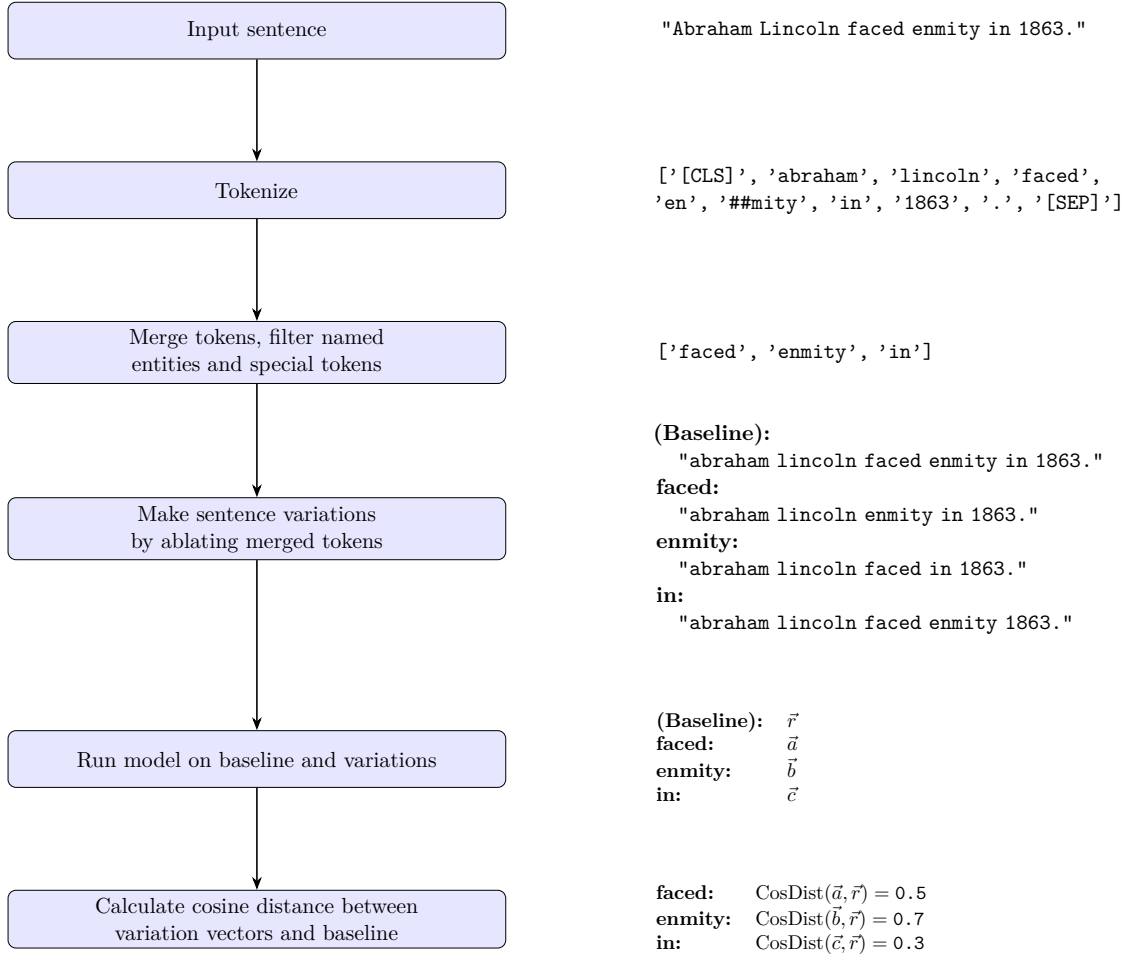 Input sentence
"Abraham Lincoln faced enmity in 1863."
Tokenize
['[CLS]', 'abraham', 'lincoln', 'faced',
'en', '##mity', 'in', '1863', '.', '[SEP]']
Merge tokens, filter named
entities and special tokens
['faced', 'enmity', 'in']
Make sentence variations
by ablating merged tokens
(Baseline):
"abraham lincoln faced enmity in 1863."
faced:
"abraham lincoln enmity in 1863."
enmity:
"abraham lincoln faced in 1863."
in:
"abraham lincoln faced enmity 1863."
Run model on baseline and variations
(Baseline): r⃗
faced: a⃗
enmity: b⃗
in: c⃗
Calculate cosine distance between
variation vectors and baseline
faced: CosDist(a⃗, r⃗) = 0.5
enmity: CosDist(b⃗, r⃗) = 0.7
in: CosDist(c⃗, r⃗) = 0.3